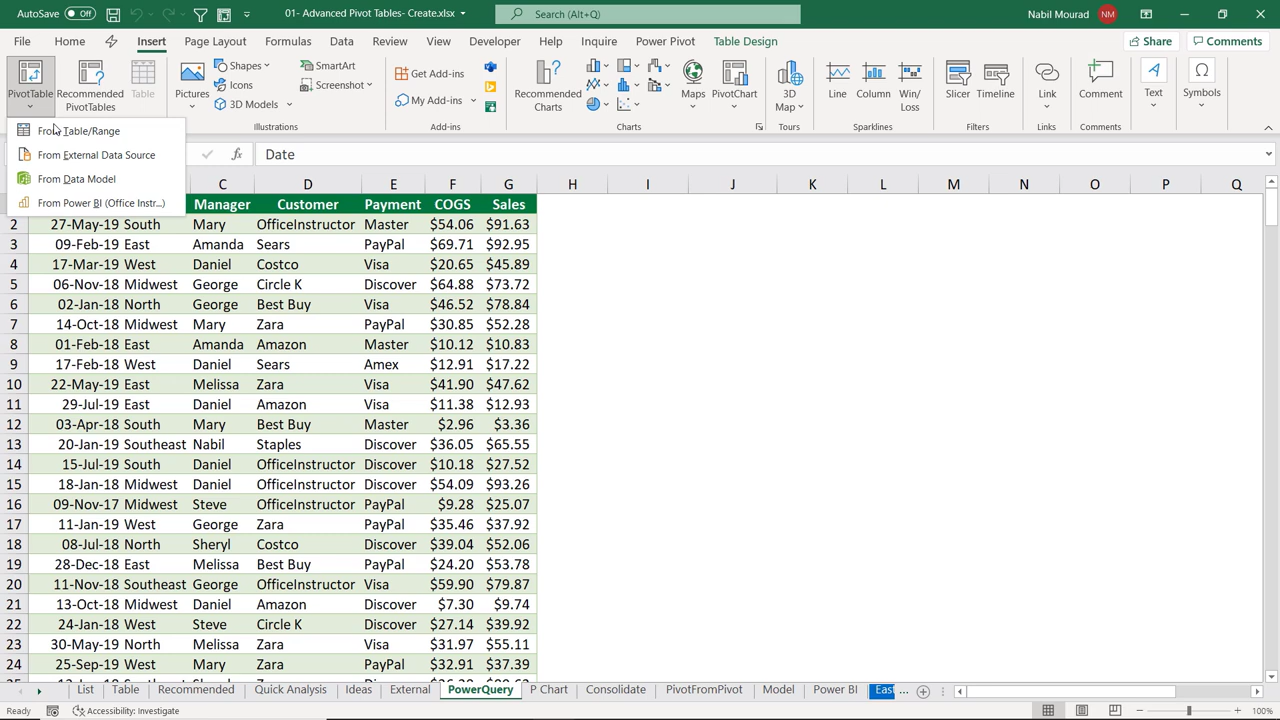 AutoSave Off 01- Advanced Pivot Tables- Create.xlsx Search (Alt+Q) Nabil Mourad NM
File Home Insert Page Layout Formulas Data Review View Developer Help Inquire Power Pivot Table Design Share Comments
PivotTable Recommended PivotTables Table Pictures Shapes Icons 3D Models SmartArt Screenshot Get Add-ins My Add-ins Recommended Charts Maps PivotChart 3D Map Line Column Win/Loss Slicer Timeline Link Comment Text Symbols
Illustrations Add-ins Charts Tours Sparklines Filters Links Comments
From Table/Range
From External Data Source
From Data Model
From Power BI (Office Instr...)
fx Date
C D E F G H I J K L M N O P Q
Manager Customer Payment COGS Sales
2 27-May-19 South Mary OfficeInstructor Master $54.06 $91.63
3 09-Feb-19 East Amanda Sears PayPal $69.71 $92.95
4 17-Mar-19 West Daniel Costco Visa $20.65 $45.89
5 06-Nov-18 Midwest George Circle K Discover $64.88 $73.72
6 02-Jan-18 North George Best Buy Visa $46.52 $78.84
7 14-Oct-18 Midwest Mary Zara PayPal $30.85 $52.28
8 01-Feb-18 East Amanda Amazon Master $10.12 $10.83
9 17-Feb-18 West Daniel Sears Amex $12.91 $17.22
10 22-May-19 East Melissa Zara Visa $41.90 $47.62
11 29-Jul-19 East Daniel Amazon Visa $11.38 $12.93
12 03-Apr-18 South Mary Best Buy Master $2.96 $3.36
13 20-Jan-19 Southeast Nabil Staples Discover $36.05 $65.55
14 15-Jul-19 South Daniel OfficeInstructor Discover $10.18 $27.52
15 18-Jan-18 Midwest Daniel OfficeInstructor Discover $54.09 $93.26
16 09-Nov-17 Midwest Steve OfficeInstructor PayPal $9.28 $25.07
17 11-Jan-19 West George Zara PayPal $35.46 $37.92
18 08-Jul-18 North Sheryl Costco Discover $39.04 $52.06
19 28-Dec-18 East Melissa Best Buy PayPal $24.20 $53.78
20 11-Nov-18 Southeast George OfficeInstructor Visa $59.90 $79.87
21 13-Oct-18 Midwest Daniel Amazon Discover $7.30 $9.74
22 24-Jan-18 West Steve Circle K Discover $27.14 $39.92
23 30-May-19 North Melissa Zara Visa $31.97 $55.11
24 25-Sep-19 West Mary Zara PayPal $32.91 $37.39
List Table Recommended Quick Analysis Ideas External PowerQuery P Chart Consolidate PivotFromPivot Model Power BI East ...
Ready Accessibility: Investigate 100%